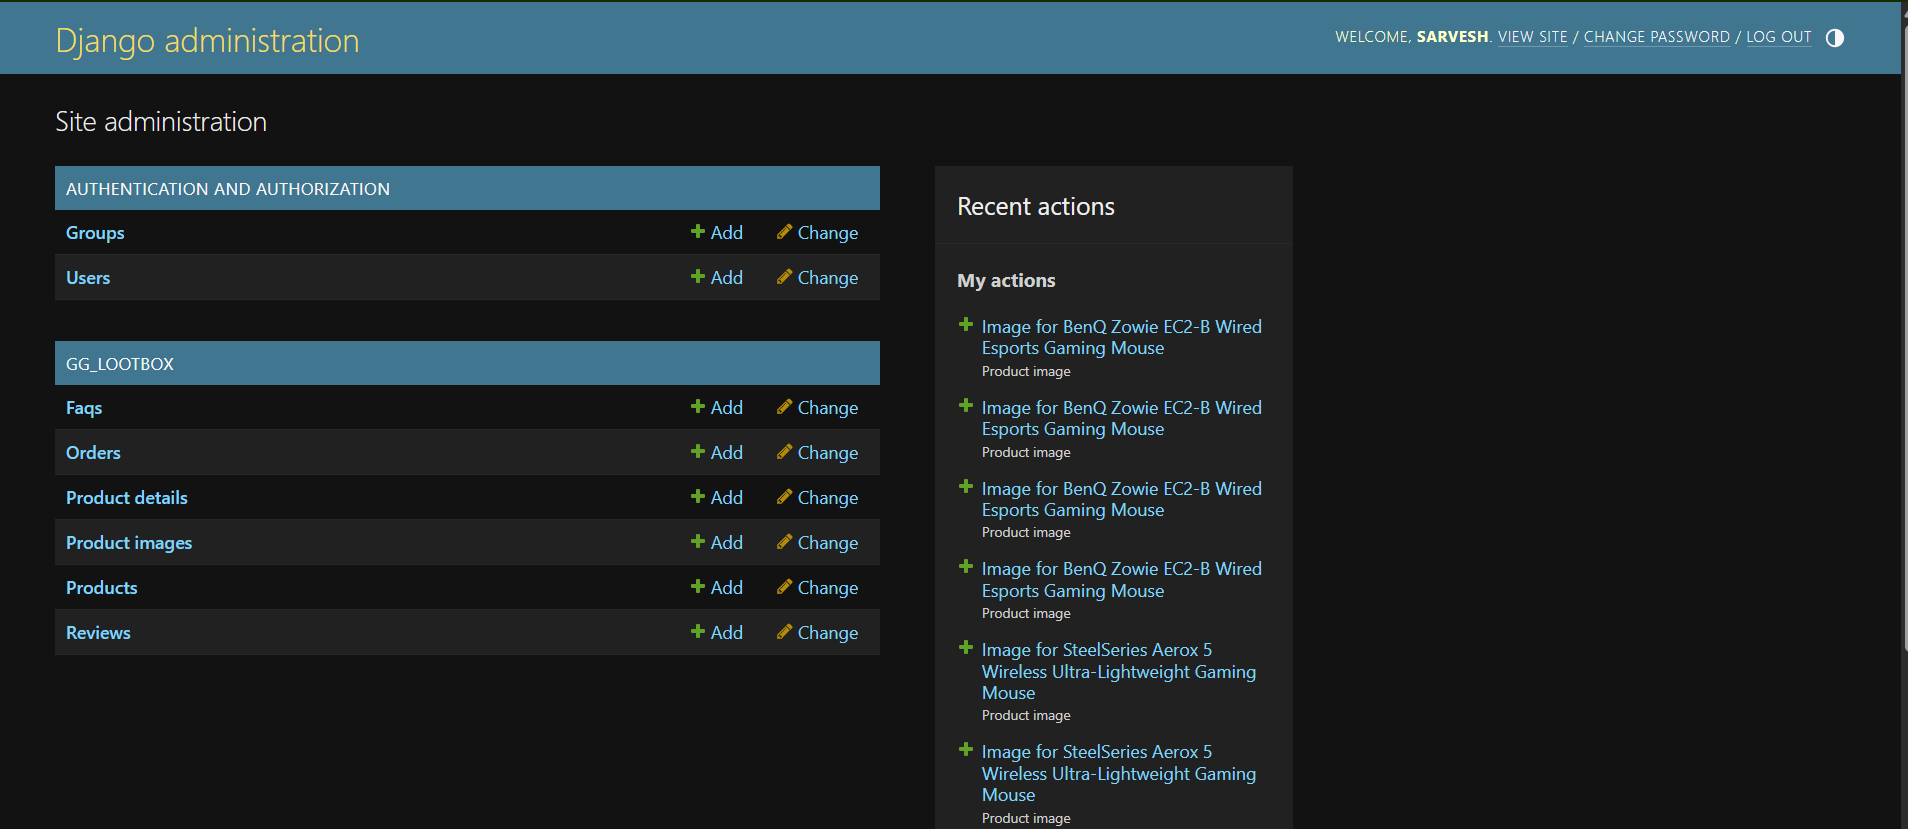 Django administration
WELCOME, SARVESH. VIEW SITE / CHANGE PASSWORD / LOG OUT
Site administration
AUTHENTICATION AND AUTHORIZATION
Groups Add Change
Users Add Change
GG_LOOTBOX
Faqs Add Change
Orders Add Change
Product details Add Change
Product images Add Change
Products Add Change
Reviews Add Change
Recent actions
My actions
Image for BenQ Zowie EC2-B Wired
Esports Gaming Mouse
Product image
Image for BenQ Zowie EC2-B Wired
Esports Gaming Mouse
Product image
Image for BenQ Zowie EC2-B Wired
Esports Gaming Mouse
Product image
Image for BenQ Zowie EC2-B Wired
Esports Gaming Mouse
Product image
Image for SteelSeries Aerox 5
Wireless Ultra-Lightweight Gaming
Mouse
Product image
Image for SteelSeries Aerox 5
Wireless Ultra-Lightweight Gaming
Mouse
Product image